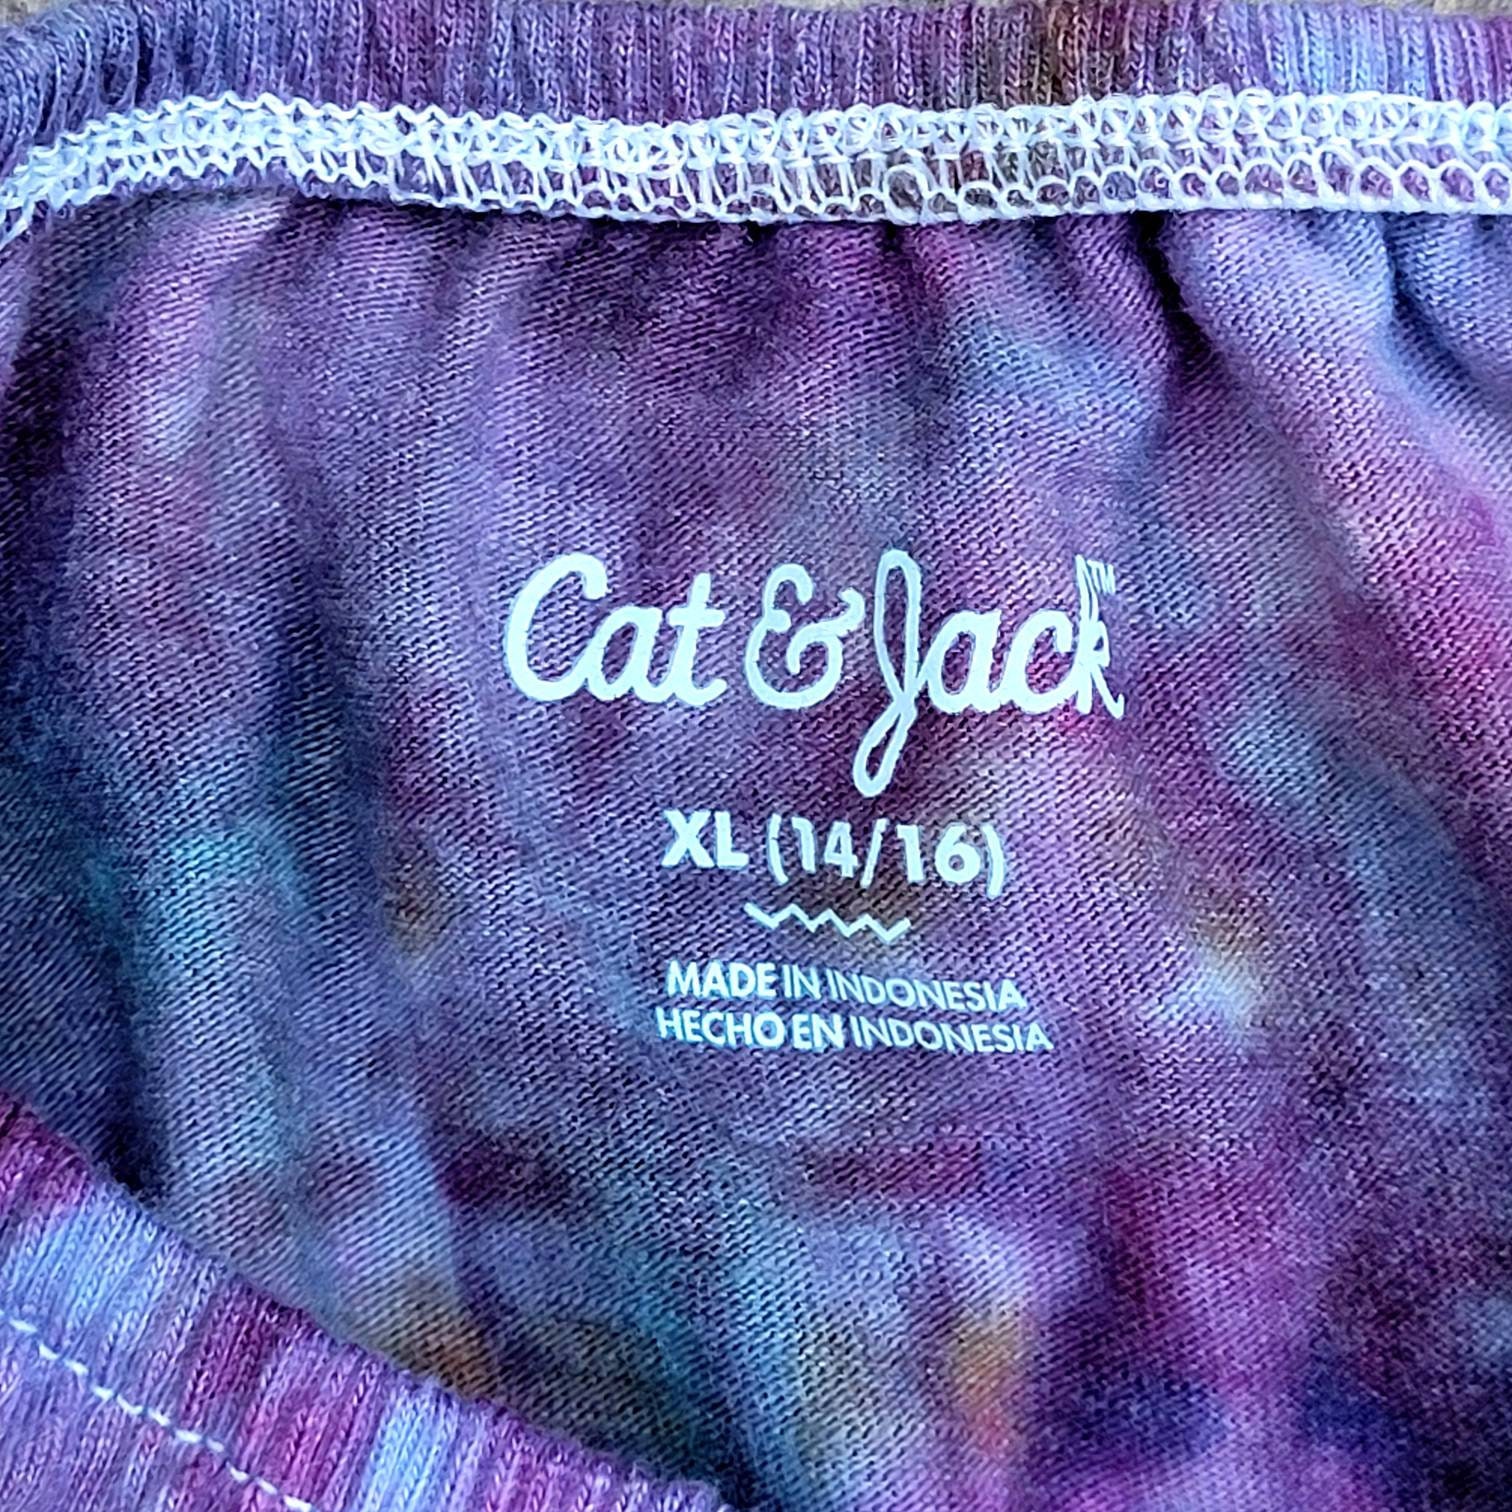 Cat & Jack™
XL (14/16)
MADE IN INDONESIA
HECHO EN INDONESIA